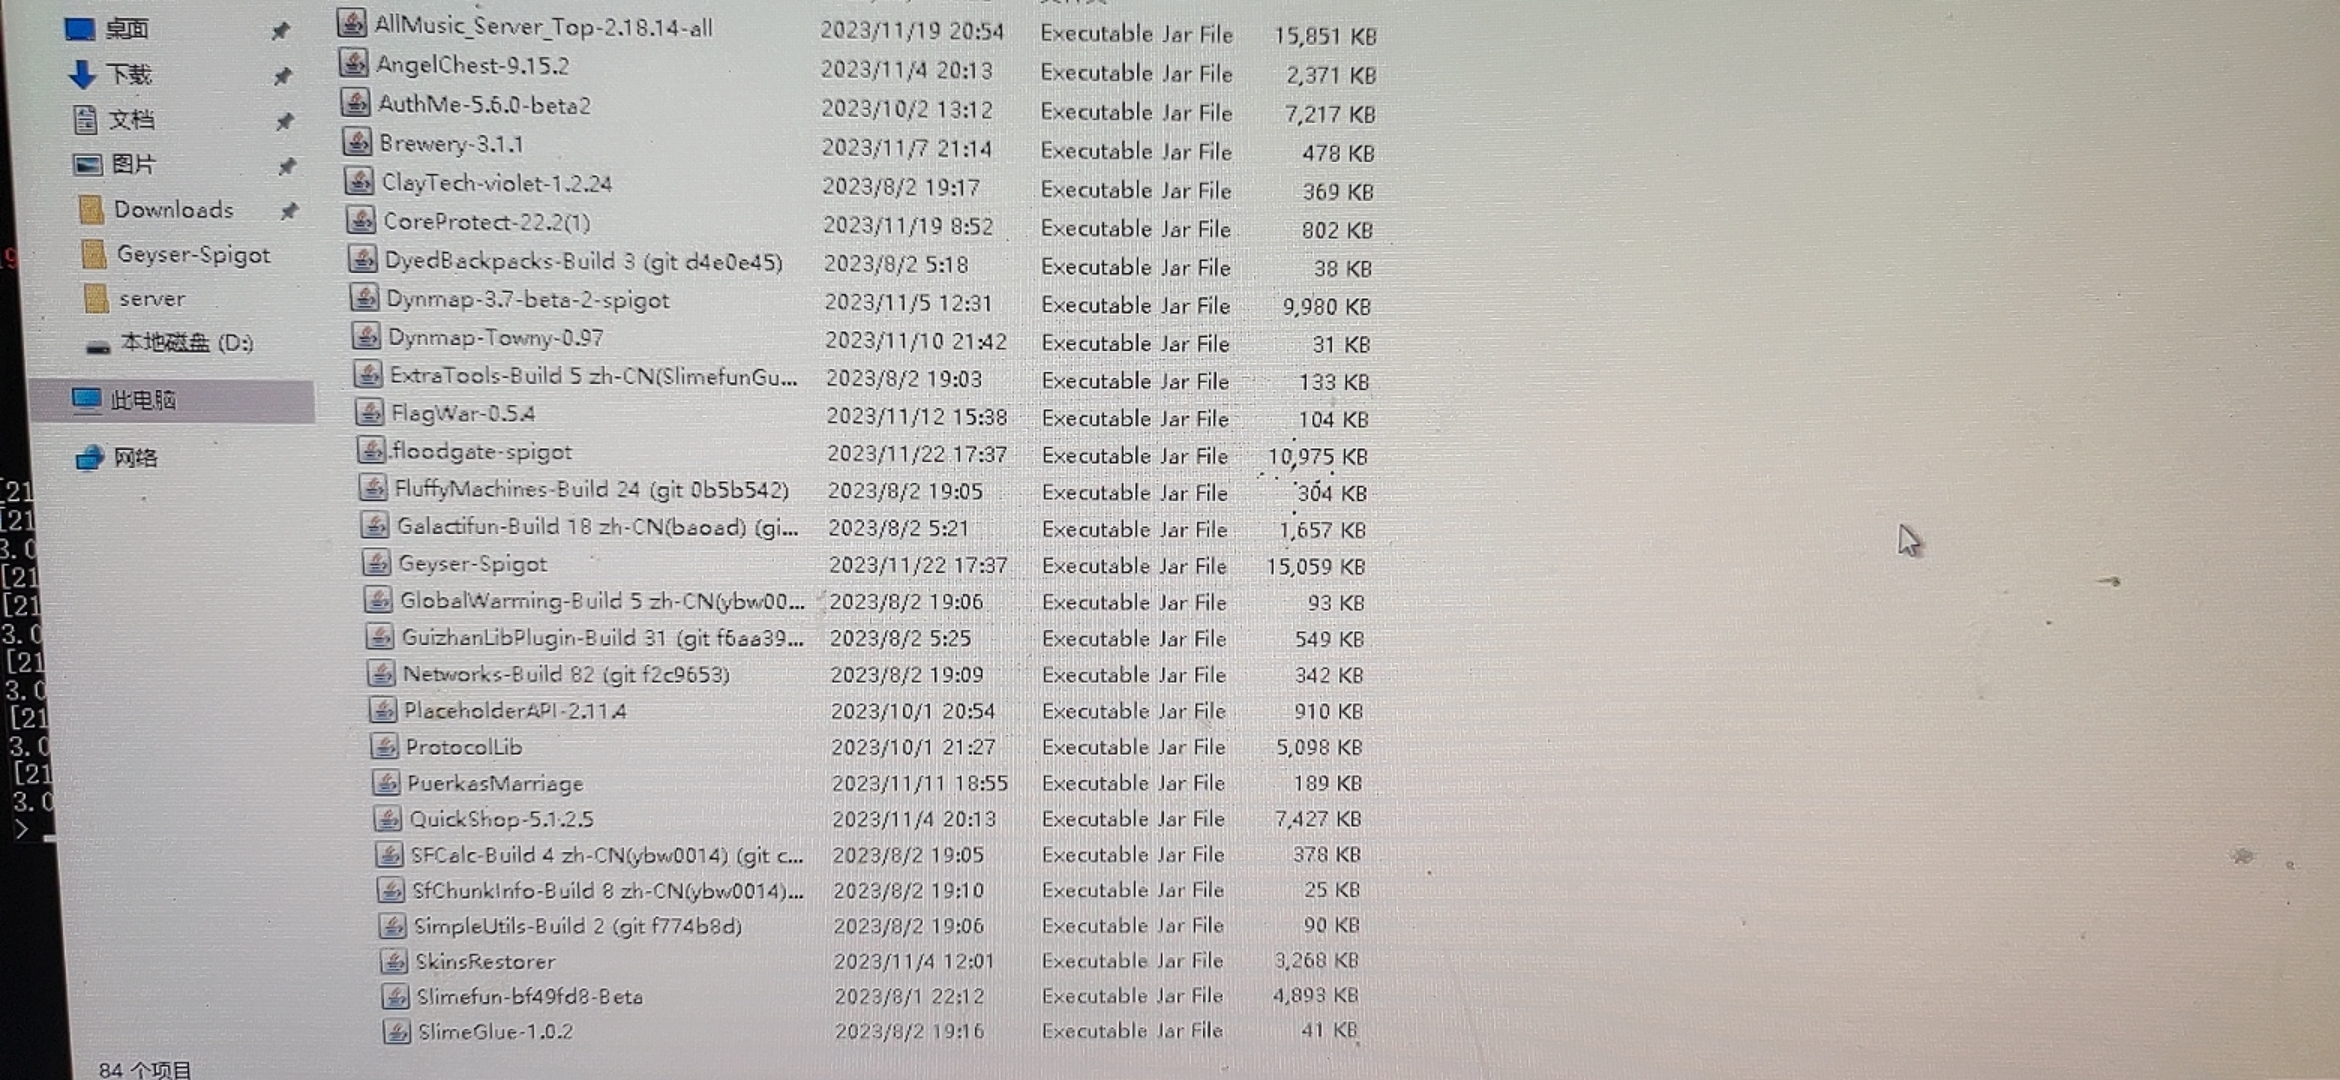 桌面
下载
文档
图片
Downloads
Geyser-Spigot
server
本地磁盘 (D:)
此电脑
网络
AllMusic_Server_Top-2.18.14-all 2023/11/19 20:54 Executable Jar File 15,851 KB
AngelChest-9.15.2 2023/11/4 20:13 Executable Jar File 2,371 KB
AuthMe-5.6.0-beta2 2023/10/2 13:12 Executable Jar File 7,217 KB
Brewery-3.1.1 2023/11/7 21:14 Executable Jar File 478 KB
ClayTech-violet-1.2.24 2023/8/2 19:17 Executable Jar File 369 KB
CoreProtect-22.2(1) 2023/11/19 8:52 Executable Jar File 802 KB
DyedBackpacks-Build 3 (git d4e0e45) 2023/8/2 5:18 Executable Jar File 38 KB
Dynmap-3.7-beta-2-spigot 2023/11/5 12:31 Executable Jar File 9,980 KB
Dynmap-Towny-0.97 2023/11/10 21:42 Executable Jar File 31 KB
ExtraTools-Build 5 zh-CN(SlimefunGu... 2023/8/2 19:03 Executable Jar File 133 KB
FlagWar-0.5.4 2023/11/12 15:38 Executable Jar File 104 KB
floodgate-spigot 2023/11/22 17:37 Executable Jar File 10,975 KB
FluffyMachines-Build 24 (git 0b5b542) 2023/8/2 19:05 Executable Jar File 304 KB
Galactifun-Build 18 zh-CN(baoad) (gi... 2023/8/2 5:21 Executable Jar File 1,657 KB
Geyser-Spigot 2023/11/22 17:37 Executable Jar File 15,059 KB
GlobalWarming-Build 5 zh-CN(ybw00... 2023/8/2 19:06 Executable Jar File 93 KB
GuizhanLibPlugin-Build 31 (git f6aa39... 2023/8/2 5:25 Executable Jar File 549 KB
Networks-Build 82 (git f2c9653) 2023/8/2 19:09 Executable Jar File 342 KB
PlaceholderAPI-2.11.4 2023/10/1 20:54 Executable Jar File 910 KB
ProtocolLib 2023/10/1 21:27 Executable Jar File 5,098 KB
PuerkasMarriage 2023/11/11 18:55 Executable Jar File 189 KB
QuickShop-5.1.2.5 2023/11/4 20:13 Executable Jar File 7,427 KB
SFCalc-Build 4 zh-CN(ybw0014) (git c... 2023/8/2 19:05 Executable Jar File 378 KB
SfChunkInfo-Build 8 zh-CN(ybw0014)... 2023/8/2 19:10 Executable Jar File 25 KB
SimpleUtils-Build 2 (git f774b8d) 2023/8/2 19:06 Executable Jar File 90 KB
SkinsRestorer 2023/11/4 12:01 Executable Jar File 3,268 KB
Slimefun-bf49fd8-Beta 2023/8/1 22:12 Executable Jar File 4,893 KB
SlimeGlue-1.0.2 2023/8/2 19:16 Executable Jar File 41 KB
84 个项目
[21
[21
3.0
[21
[21
3.0
[21
3.0
[21
3.0
[21
3.0
>